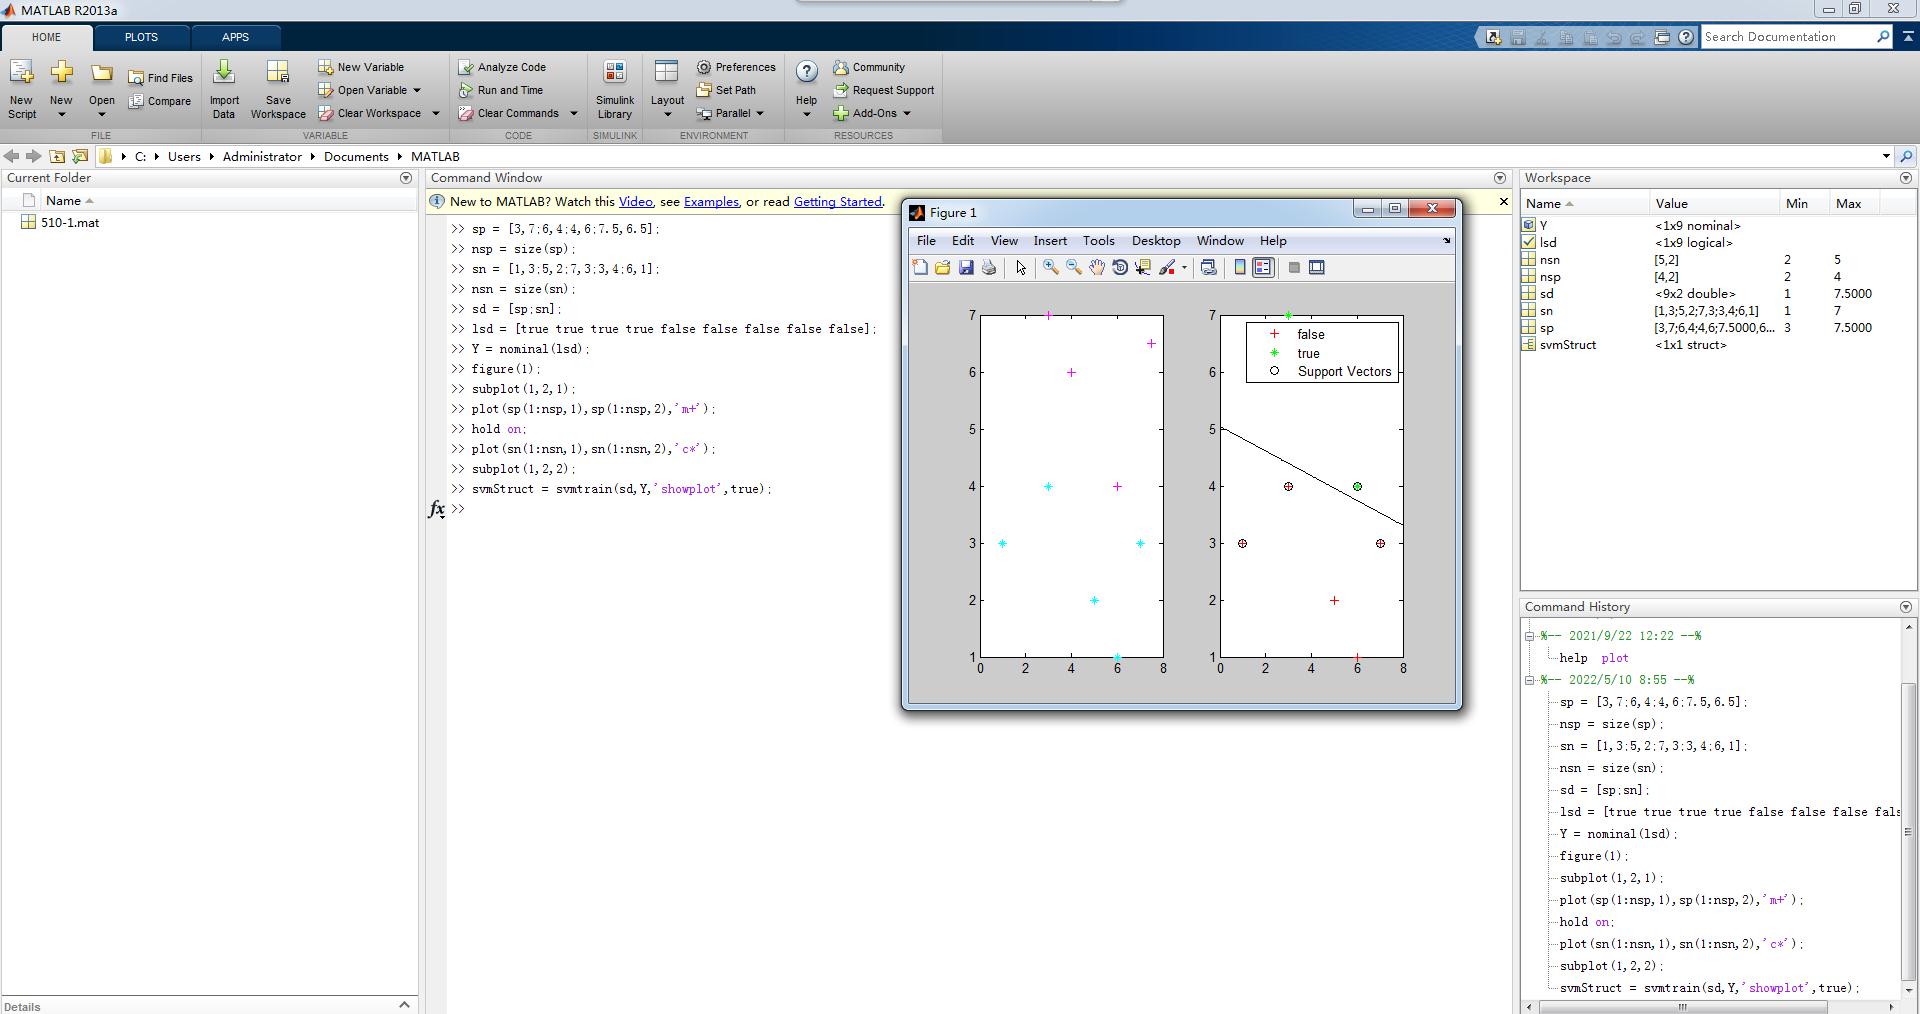 MATLAB R2013a
HOME PLOTS APPS
Search Documentation
New Script
New
Open
Find Files
Compare
Import Data
Save Workspace
New Variable
Open Variable
Clear Workspace
Analyze Code
Run and Time
Clear Commands
Simulink Library
Layout
Preferences
Set Path
Parallel
Help
Community
Request Support
Add-Ons
FILE VARIABLE CODE SIMULINK ENVIRONMENT RESOURCES
C: Users Administrator Documents MATLAB
Current Folder
Name
510-1.mat
Details
Command Window
New to MATLAB? Watch this Video, see Examples, or read Getting Started.
>> sp = [3,7;6,4;4,6;7.5,6.5];
>> nsp = size(sp);
>> sn = [1,3;5,2;7,3;3,4;6,1];
>> nsn = size(sn);
>> sd = [sp;sn];
>> lsd = [true true true true false false false false false];
>> Y = nominal(lsd);
>> figure(1);
>> subplot(1,2,1);
>> plot(sp(1:nsp,1),sp(1:nsp,2),'m+');
>> hold on;
>> plot(sn(1:nsn,1),sn(1:nsn,2),'c*');
>> subplot(1,2,2);
>> svmStruct = svmtrain(sd,Y,'showplot',true);
fx >>
Figure 1
File Edit View Insert Tools Desktop Window Help
7
6
5
4
3
2
1
0 2 4 6 8
7
6
5
4
3
2
1
0 2 4 6 8
false
true
Support Vectors
Workspace
Name Value Min Max
Y <1x9 nominal>
lsd <1x9 logical>
nsn [5,2] 2 5
nsp [4,2] 2 4
sd <9x2 double> 1 7.5000
sn [1,3;5,2;7,3;3,4;6,1] 1 7
sp [3,7;6,4;4,6;7.5000,6... 3 7.5000
svmStruct <1x1 struct>
Command History
%-- 2021/9/22 12:22 --%
help plot
%-- 2022/5/10 8:55 --%
sp = [3,7;6,4;4,6;7.5,6.5];
nsp = size(sp);
sn = [1,3;5,2;7,3;3,4;6,1];
nsn = size(sn);
sd = [sp;sn];
lsd = [true true true true false false false fals
Y = nominal(lsd);
figure(1);
subplot(1,2,1);
plot(sp(1:nsp,1),sp(1:nsp,2),'m+');
hold on;
plot(sn(1:nsn,1),sn(1:nsn,2),'c*');
subplot(1,2,2);
svmStruct = svmtrain(sd,Y,'showplot',true);